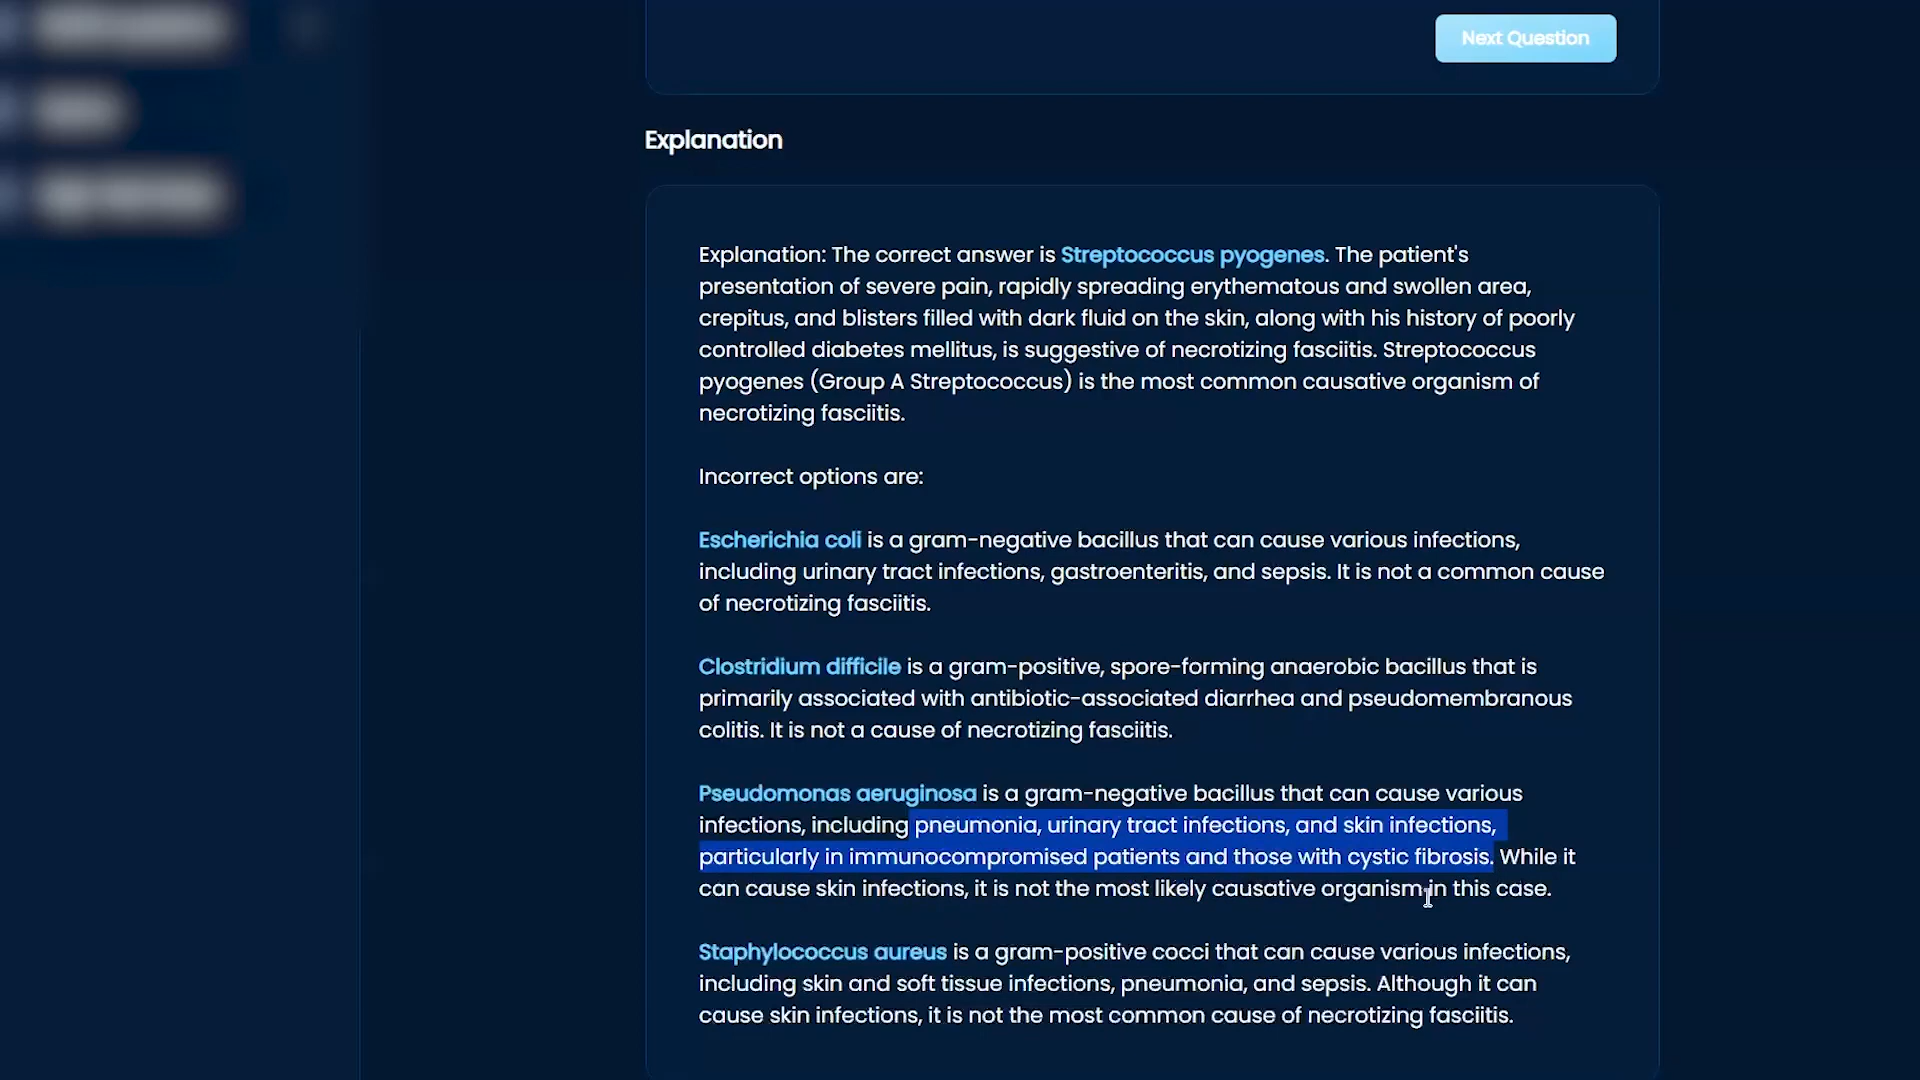 Next Question
Explanation
Explanation: The correct answer is Streptococcus pyogenes. The patient's
presentation of severe pain, rapidly spreading erythematous and swollen area,
crepitus, and blisters filled with dark fluid on the skin, along with his history of poorly
controlled diabetes mellitus, is suggestive of necrotizing fasciitis. Streptococcus
pyogenes (Group A Streptococcus) is the most common causative organism of
necrotizing fasciitis.
Incorrect options are:
Escherichia coli is a gram-negative bacillus that can cause various infections,
including urinary tract infections, gastroenteritis, and sepsis. It is not a common cause
of necrotizing fasciitis.
Clostridium difficile is a gram-positive, spore-forming anaerobic bacillus that is
primarily associated with antibiotic-associated diarrhea and pseudomembranous
colitis. It is not a cause of necrotizing fasciitis.
Pseudomonas aeruginosa is a gram-negative bacillus that can cause various
infections, including pneumonia, urinary tract infections, and skin infections,
particularly in immunocompromised patients and those with cystic fibrosis. While it
can cause skin infections, it is not the most likely causative organism in this case.
Staphylococcus aureus is a gram-positive cocci that can cause various infections,
including skin and soft tissue infections, pneumonia, and sepsis. Although it can
cause skin infections, it is not the most common cause of necrotizing fasciitis.